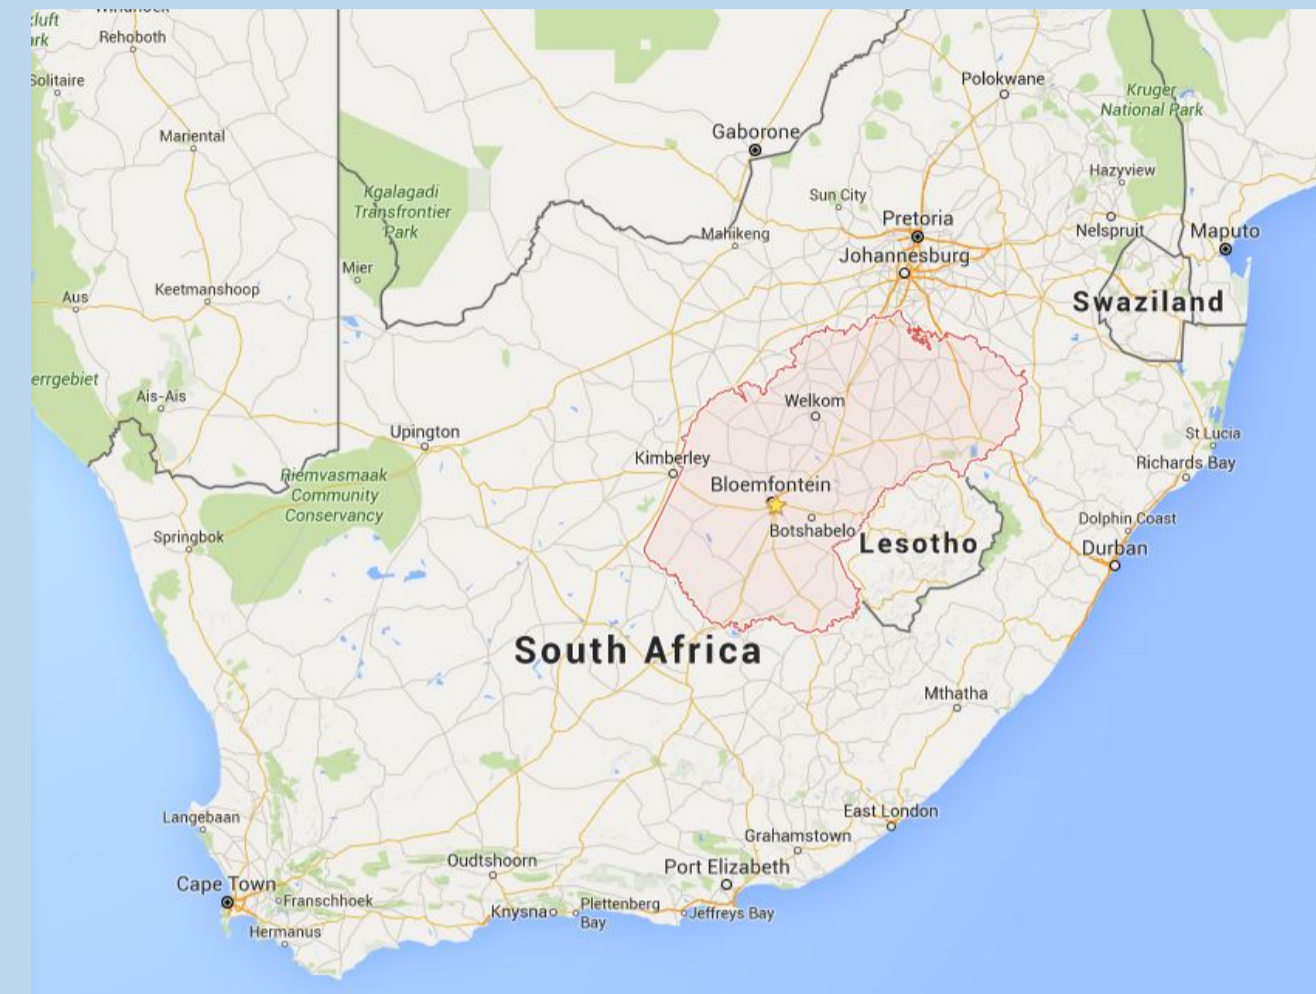 Rehoboth
Solitaire
Polokwane
Kruger
National Park
Mariental
Gaborone
Hazyview
Kgalagadi
Transfrontier
Park
Sun City
Pretoria
Nelspruit
Maputo
Mahikeng
Johannesburg
Mier
Keetmanshoop
Aus
Swaziland
Ais-Ais
Welkom
Upington
St Lucia
Kimberley
Richards Bay
Riemvasmaak
Community
Conservancy
Bloemfontein
Dolphin Coast
Botshabelo
Springbok
Lesotho
Durban
South Africa
Mthatha
Langebaan
East London
Grahamstown
Oudtshoorn
Port Elizabeth
Cape Town
Franschhoek
Knysna
Plettenberg
Bay
Jeffreys Bay
Hermanus